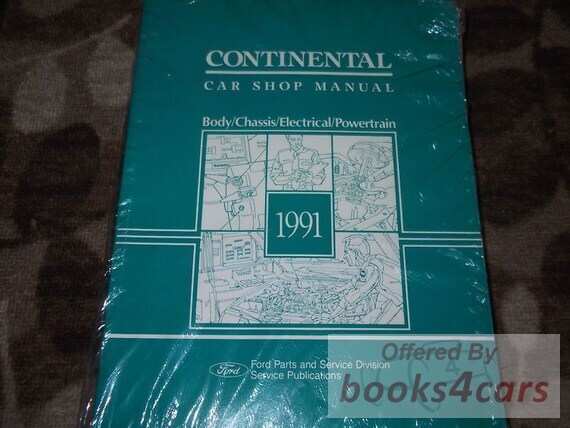 CONTINENTAL
CAR SHOP MANUAL
Body/Chassis/Electrical/Powertrain
1991
Ford
Ford Parts and Service Division
Service Publications
Offered By
books4cars